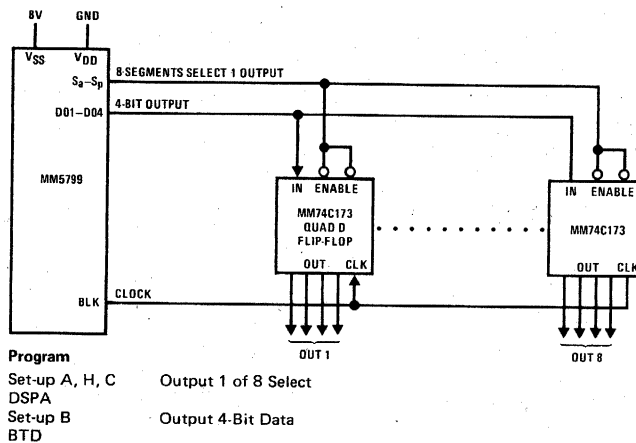 8V GND
VSS VDD
Sa–Sp 8-SEGMENTS SELECT 1 OUTPUT
D01–D04 4-BIT OUTPUT
MM5799
IN ENABLE
MM74C173
QUAD D
FLIP-FLOP
OUT CLK
IN ENABLE
MM74C173
OUT CLK
BLK CLOCK
OUT 1
OUT 8
Program
Set-up A, H, C Output 1 of 8 Select
DSPA
Set-up B Output 4-Bit Data
BTD